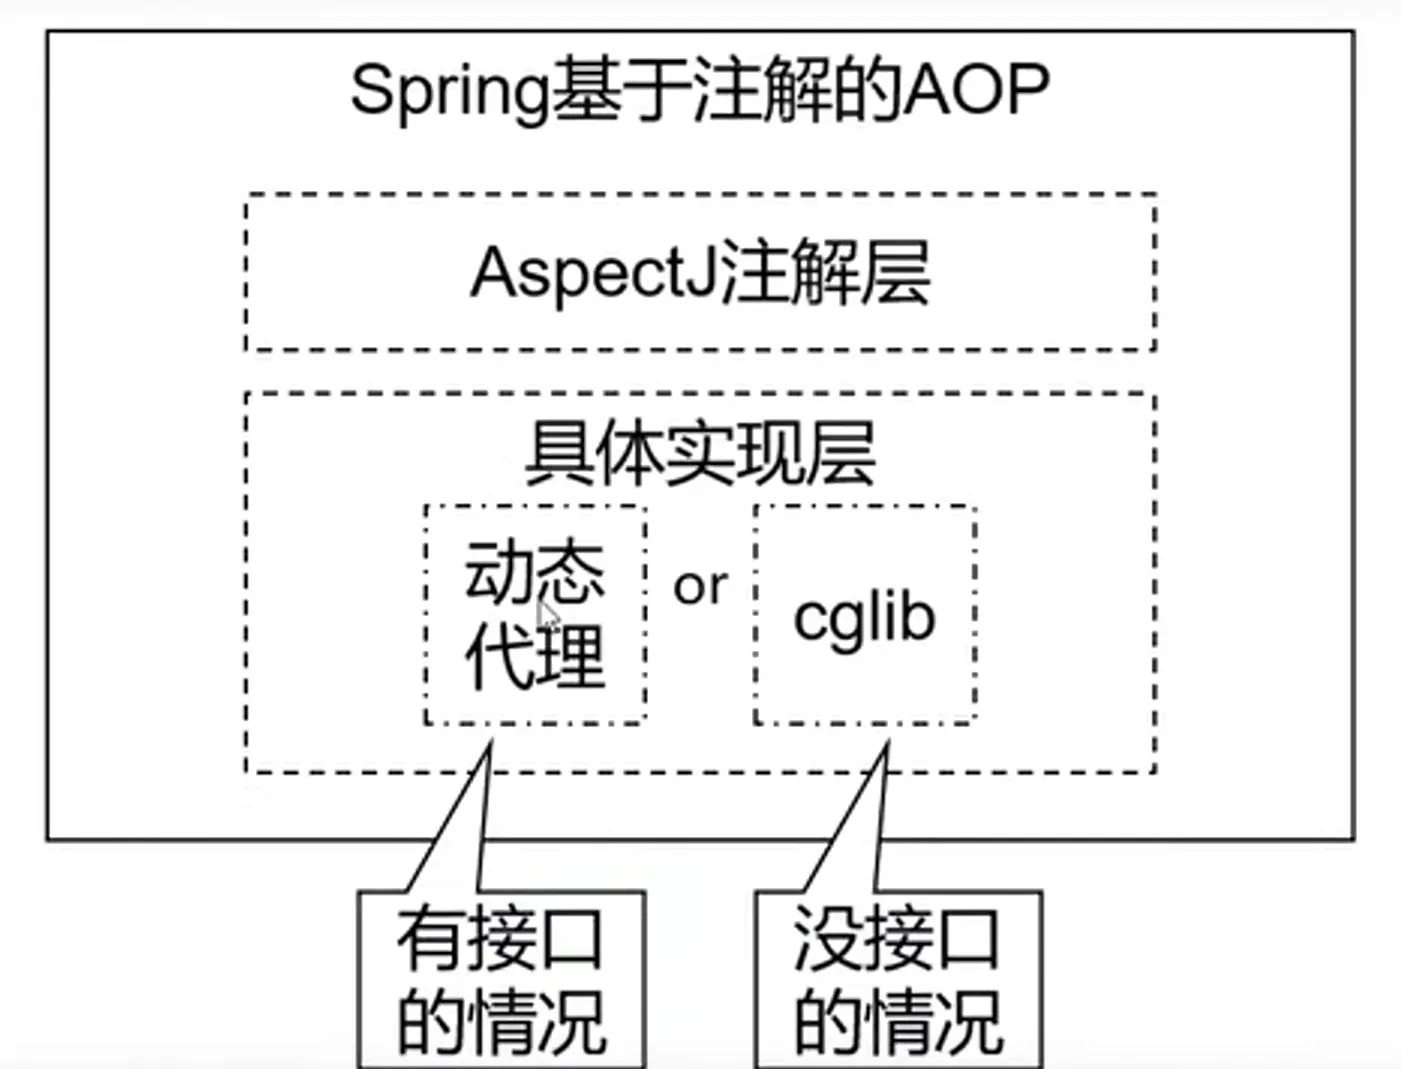 Spring基于注解的AOP
AspectJ注解层
具体实现层
动态
代理
or
cglib
有接口
的情况
没接口
的情况